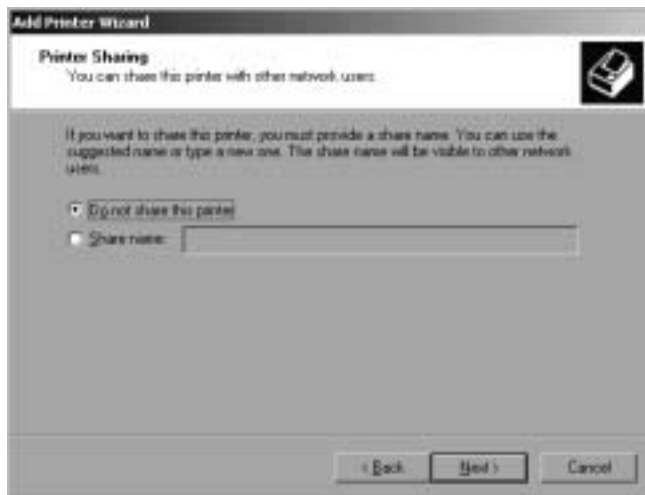 Add Printer Wizard
Printer Sharing
You can share this printer with other network users.
If you want to share this printer, you must provide a share name. You can use the
suggested name or type a new one. The share name will be visible to other network
users.
Do not share this printer
Share name:
< Back
Next >
Cancel